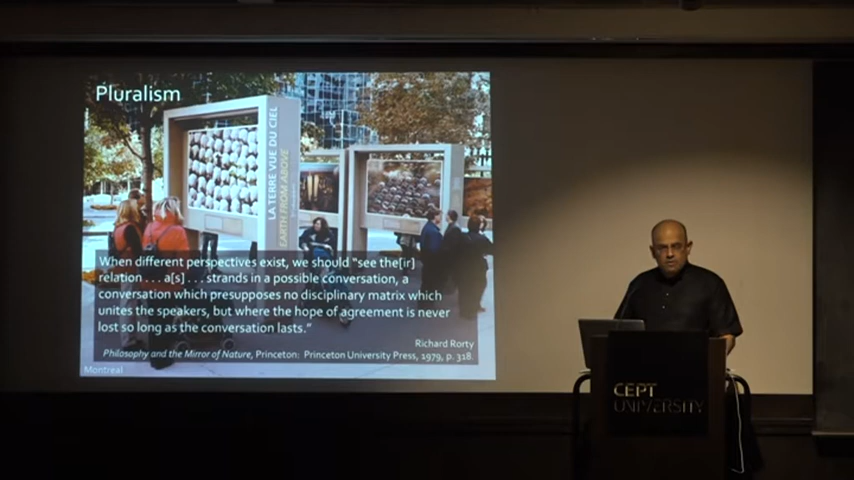 Pluralism
LA TERRE VUE DU CIEL
EARTH FROM ABOVE
When different perspectives exist, we should “see the[ir]
relation . . . a[s] . . . strands in a possible conversation, a
conversation which presupposes no disciplinary matrix which
unites the speakers, but where the hope of agreement is never
lost so long as the conversation lasts.”
Richard Rorty
Philosophy and the Mirror of Nature, Princeton: Princeton University Press, 1979, p. 318.
Montreal
CEPT
UNIVERSITY